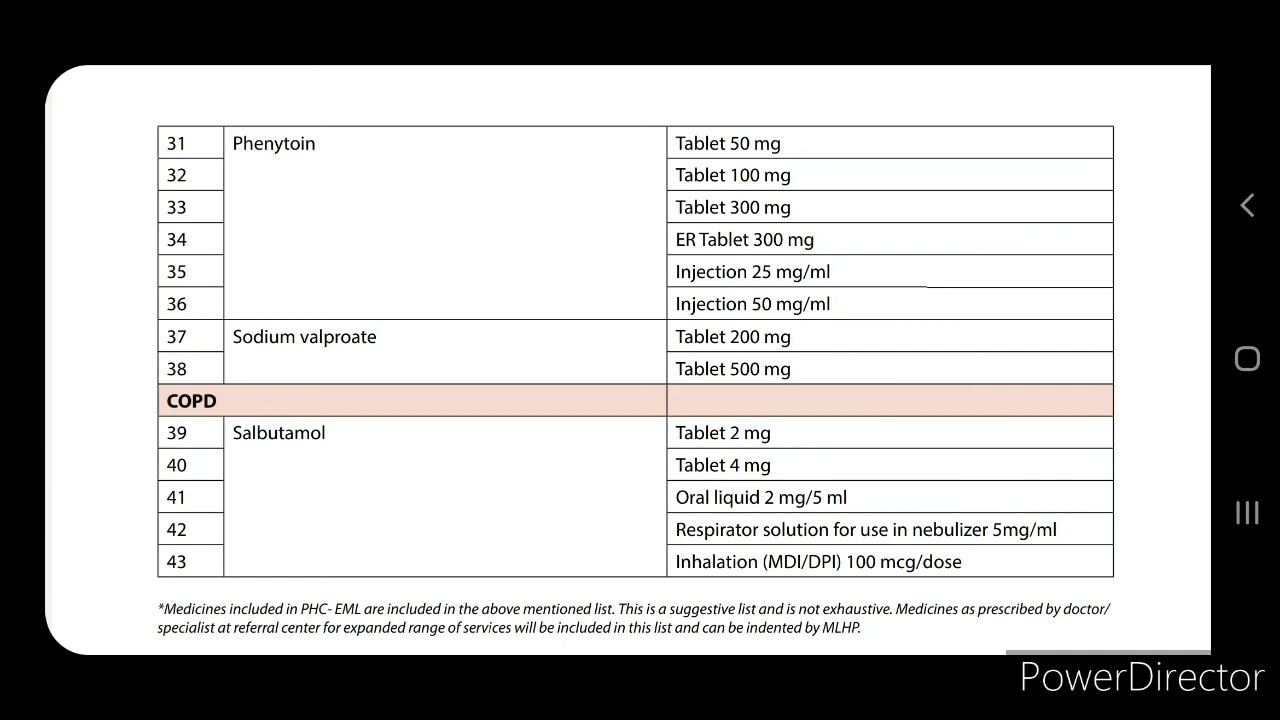 31 Phenytoin Tablet 50 mg
32 Tablet 100 mg
33 Tablet 300 mg
34 ER Tablet 300 mg
35 Injection 25 mg/ml
36 Injection 50 mg/ml
37 Sodium valproate Tablet 200 mg
38 Tablet 500 mg
COPD
39 Salbutamol Tablet 2 mg
40 Tablet 4 mg
41 Oral liquid 2 mg/5 ml
42 Respirator solution for use in nebulizer 5mg/ml
43 Inhalation (MDI/DPI) 100 mcg/dose
*Medicines included in PHC- EML are included in the above mentioned list. This is a suggestive list and is not exhaustive. Medicines as prescribed by doctor/
specialist at referral center for expanded range of services will be included in this list and can be indented by MLHP.
PowerDirector